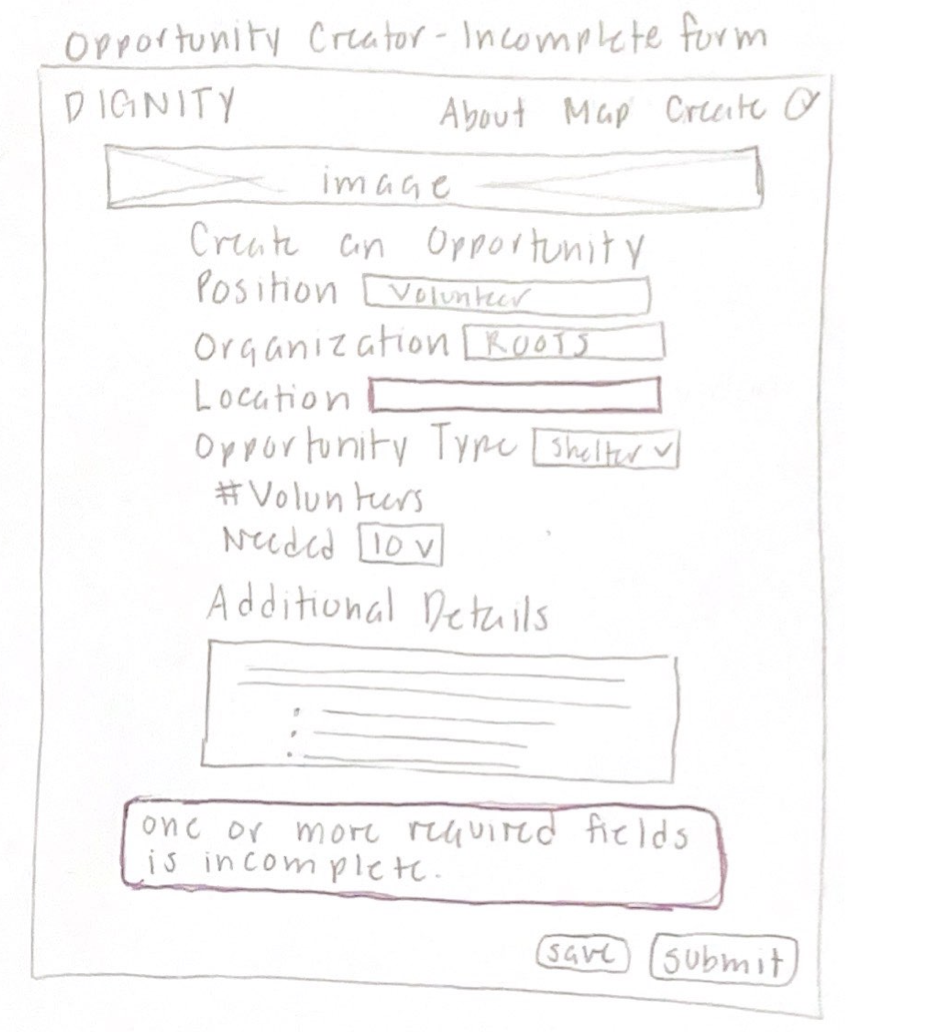 Opportunity Creator - Incomplete form
DIGNITY About Map Create
image
Create an Opportunity
Position Volunteer
Organization ROOTS
Location
Opportunity Type Shelter
# Volunteers
Needed 10
Additional Details
one or more required fields
is incomplete.
save submit